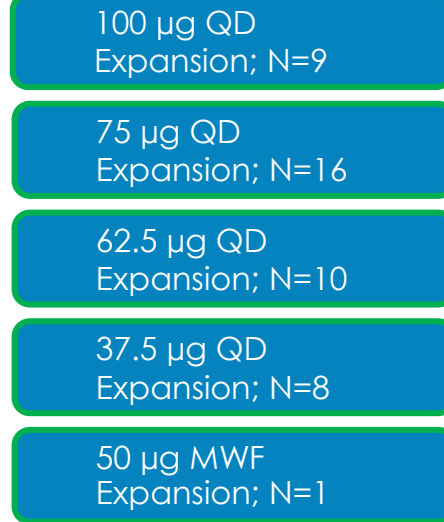 100 µg QD
Expansion; N=9
75 µg QD
Expansion; N=16
62.5 µg QD
Expansion; N=10
37.5 µg QD
Expansion; N=8
50 µg MWF
Expansion; N=1